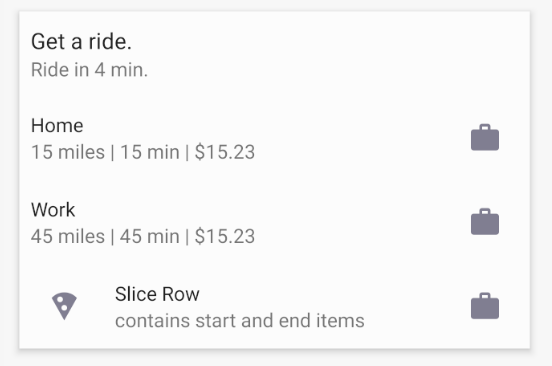 Get a ride.
Ride in 4 min.
Home
15 miles | 15 min | $15.23
Work
45 miles | 45 min | $15.23
Slice Row
contains start and end items